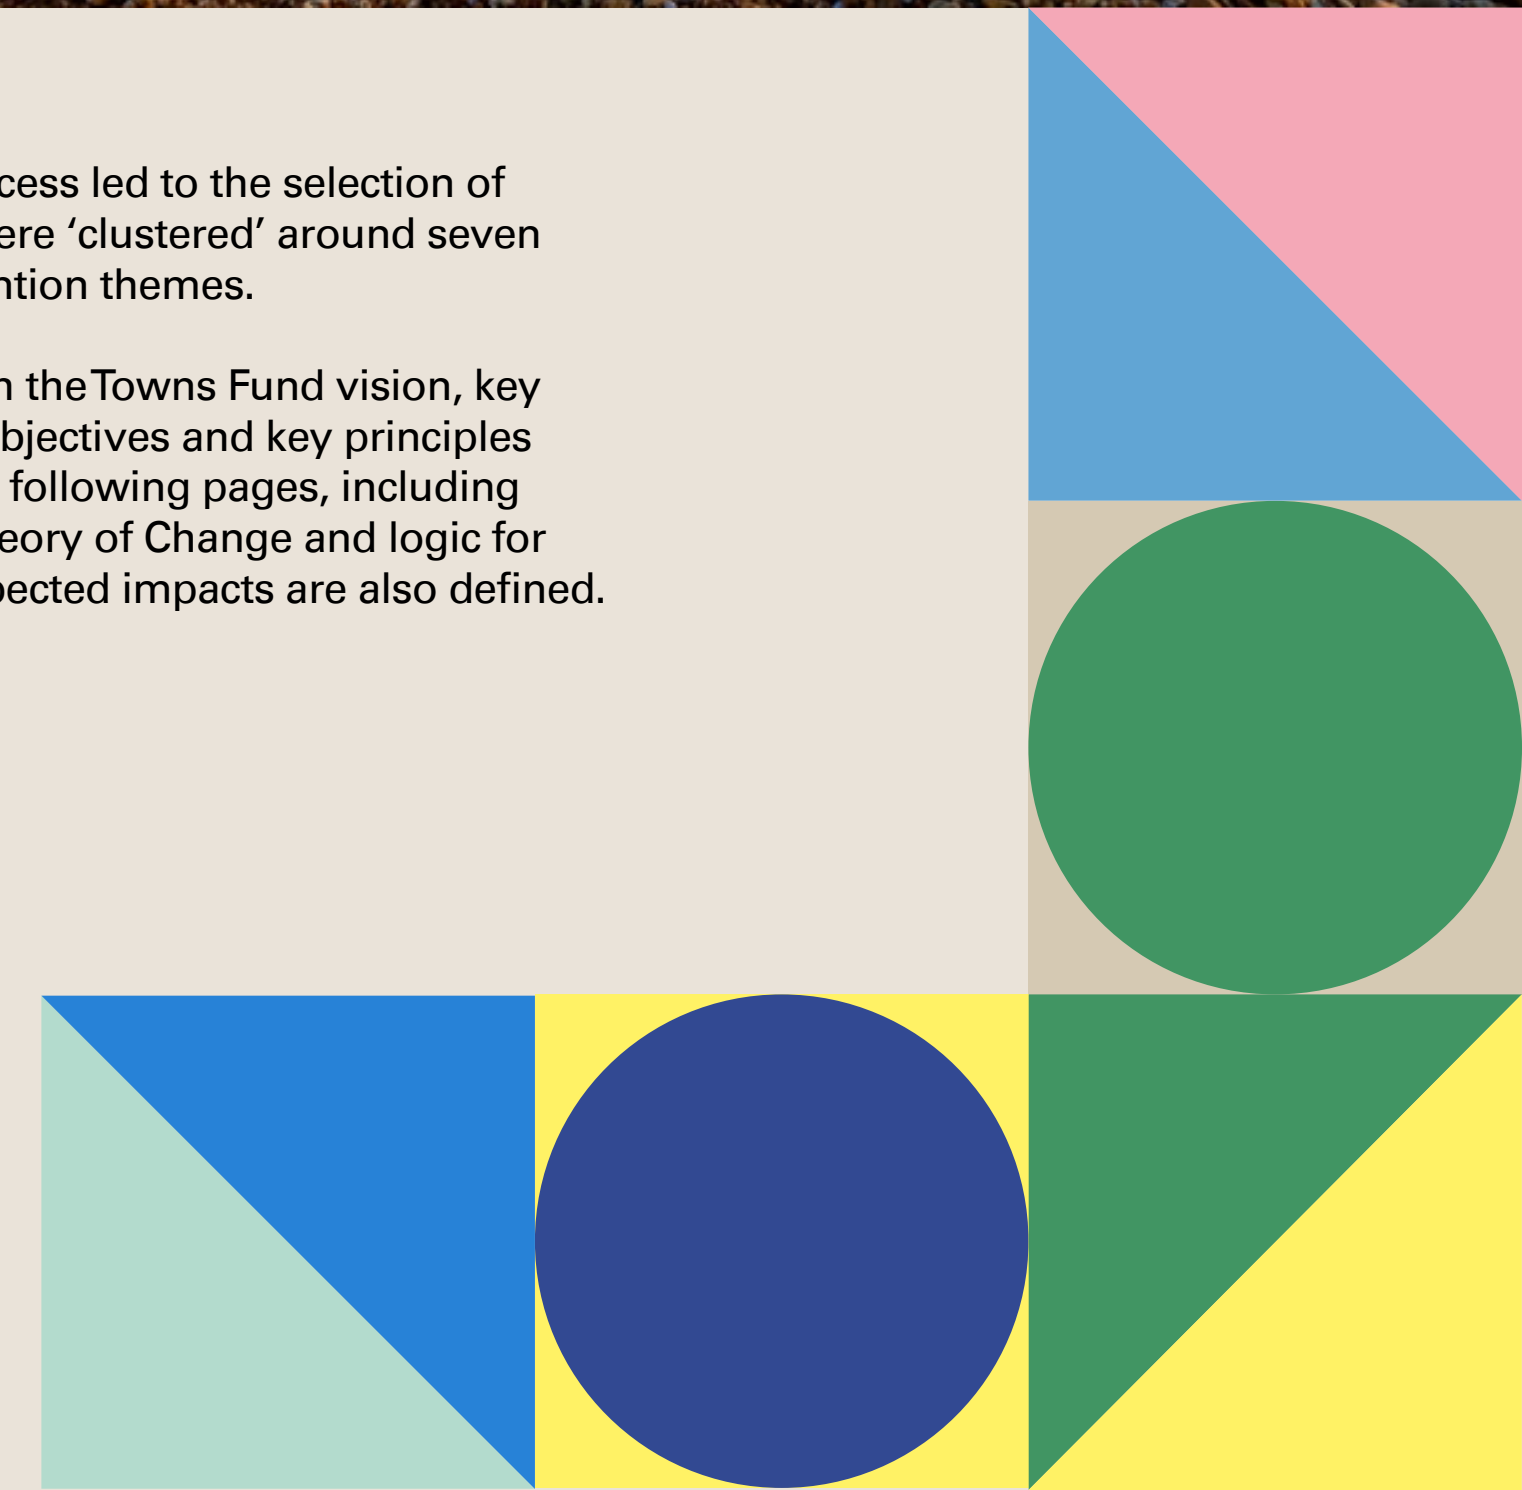 cess led to the selection of
ere ‘clustered’ around seven
ntion themes.
n the Towns Fund vision, key
bjectives and key principles
following pages, including
eory of Change and logic for
pected impacts are also defined.